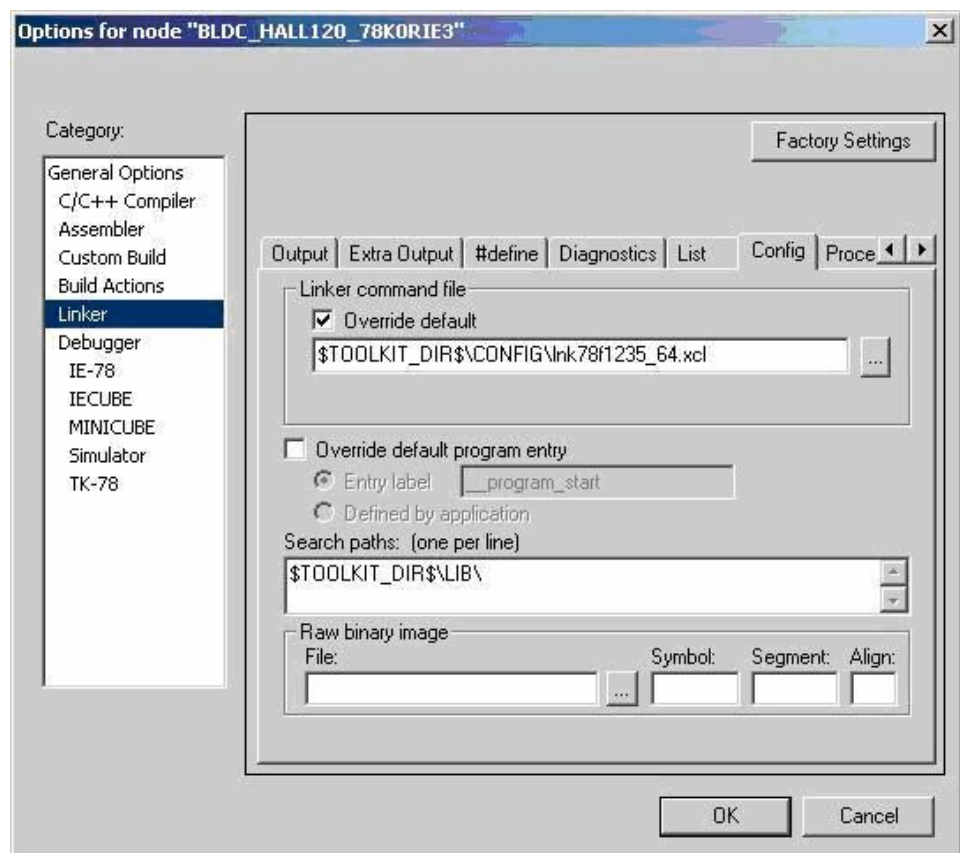 Options for node "BLDC_HALL120_78K0RIE3"
Category:
Factory Settings
General Options
C/C++ Compiler
Assembler
Custom Build
Build Actions
Linker
Debugger
IE-78
IECUBE
MINICUBE
Simulator
TK-78
Output Extra Output #define Diagnostics List Config Proce
Linker command file
Override default
$TOOLKIT_DIR$\CONFIG\lnk78f1235_64.xcl
...
Override default program entry
Entry label __program_start
Defined by application
Search paths: (one per line)
$TOOLKIT_DIR$\LIB\
Raw binary image
File: Symbol: Segment: Align:
...
OK Cancel